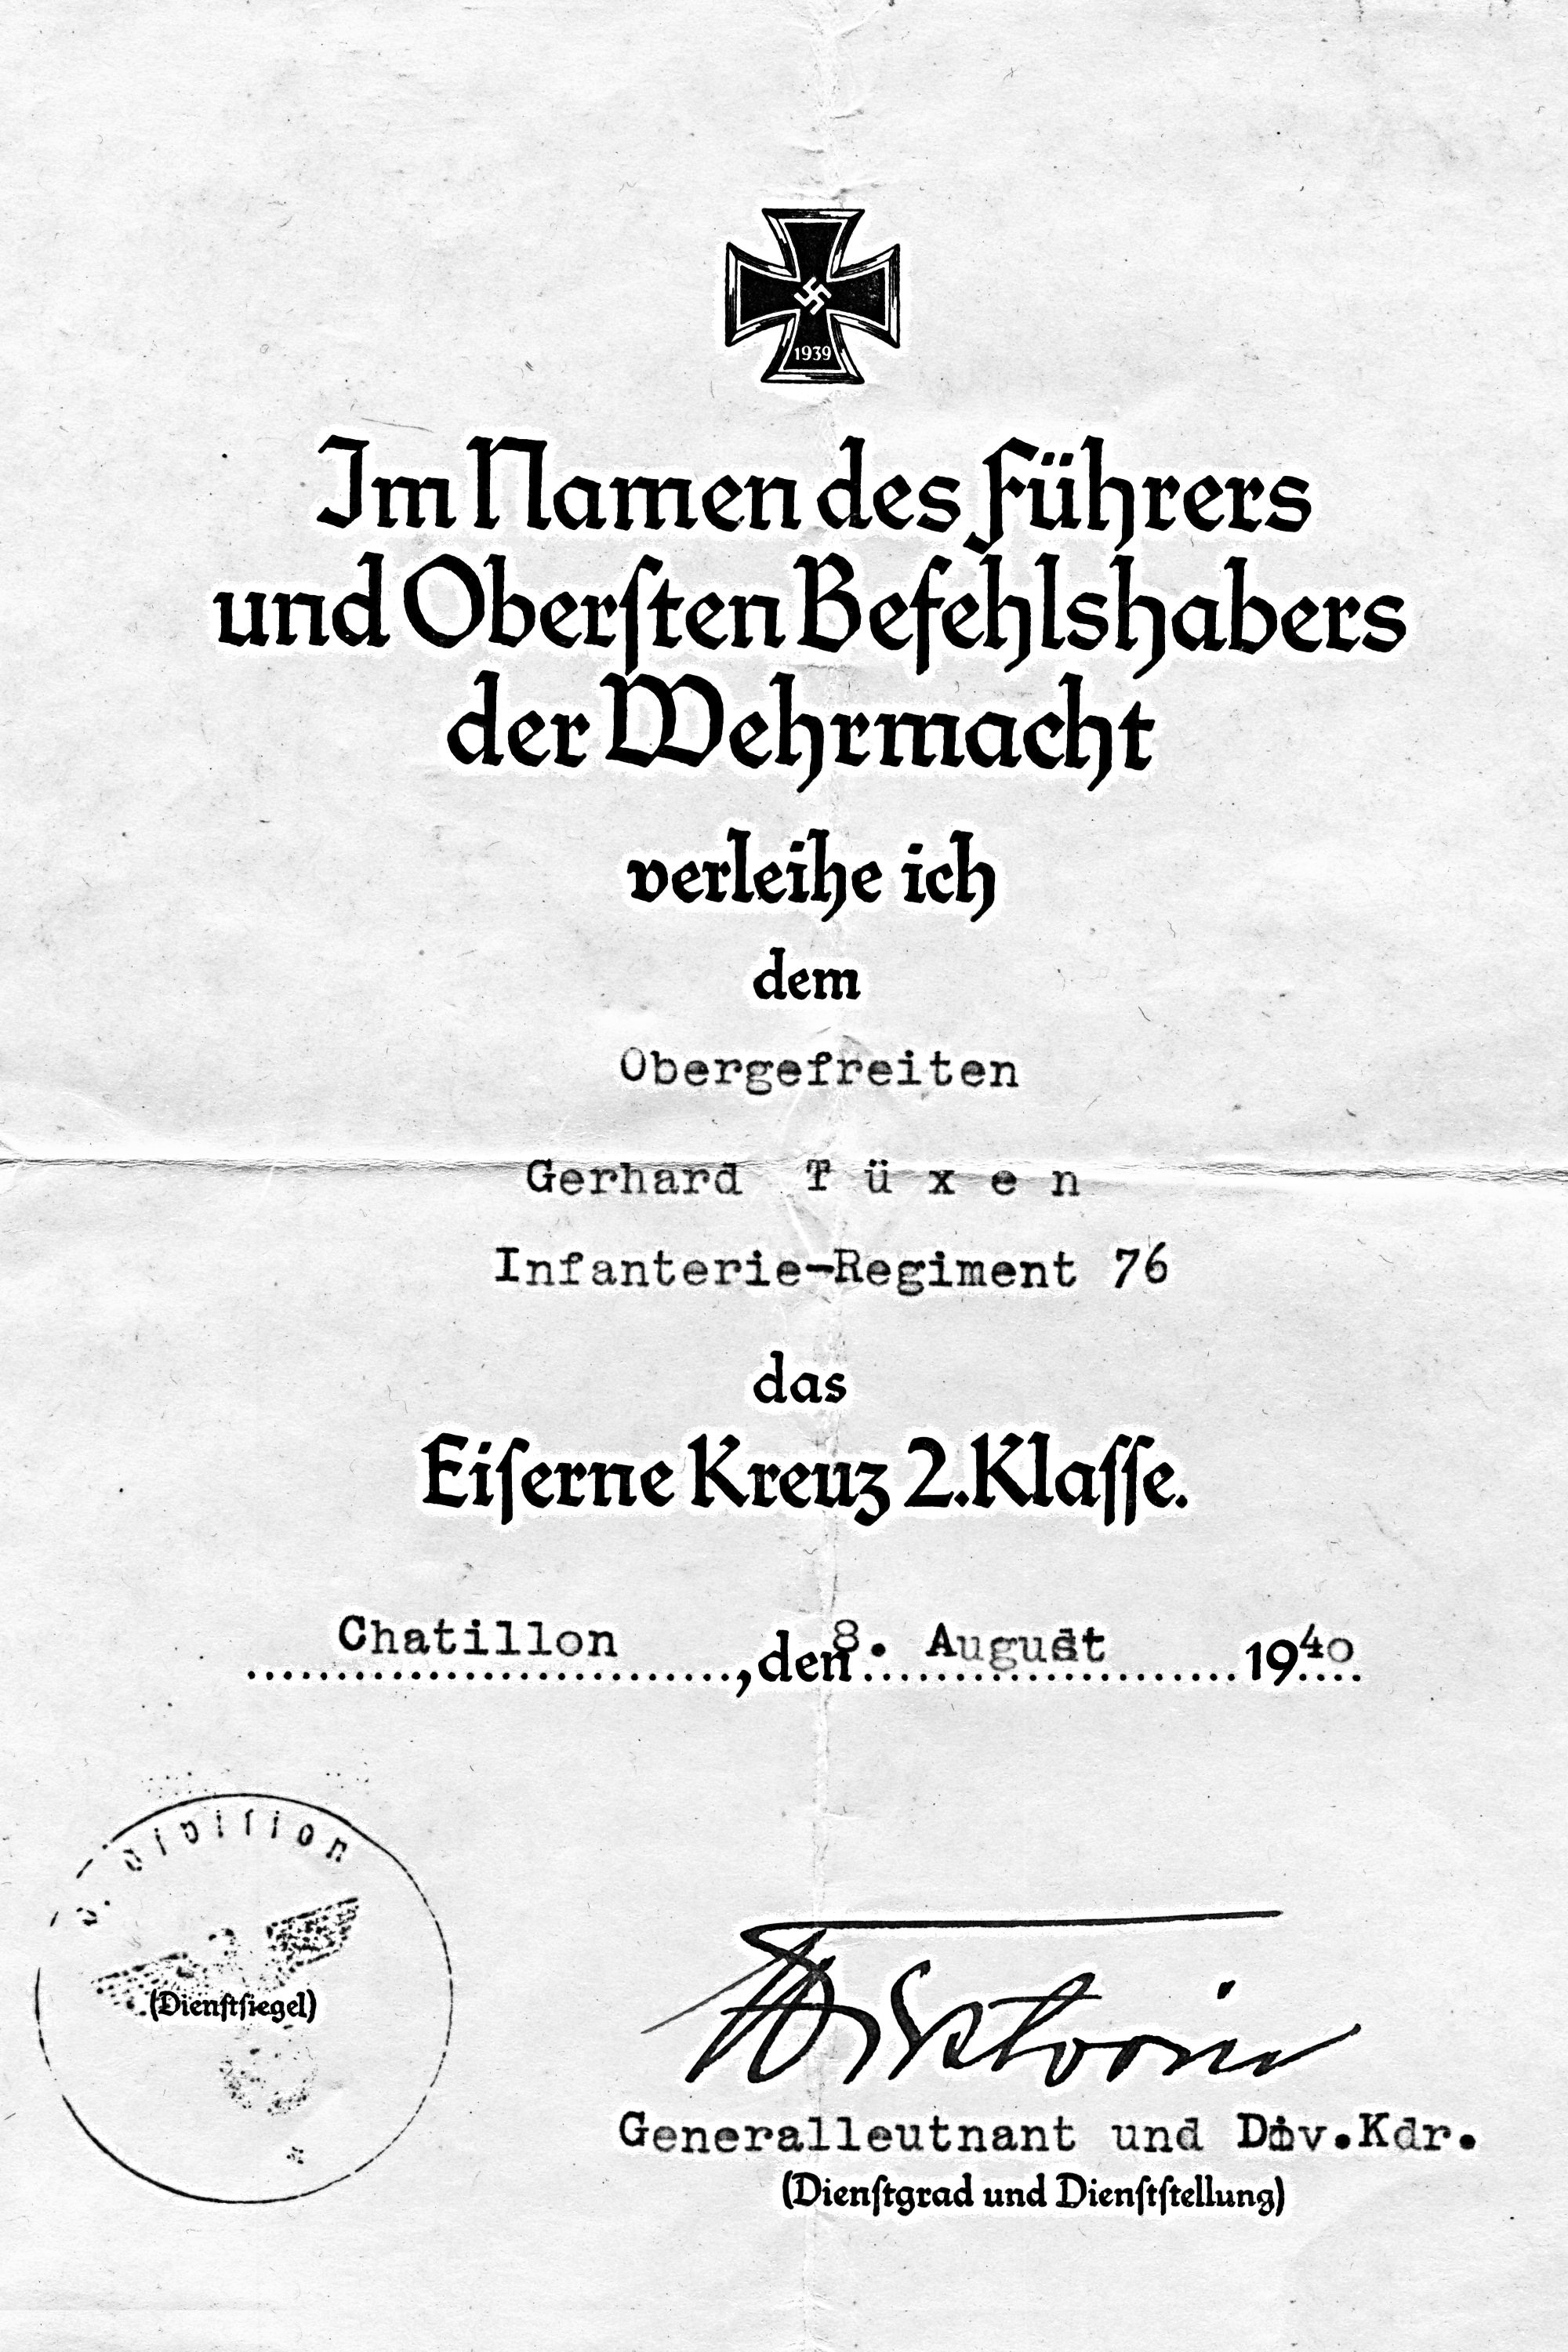 1939
Im Namen des Führers
und Oberſten Befehlshabers
der Wehrmacht
verleihe ich
dem
Obergefreiten
Gerhard T ü x e n
Infanterie-Regiment 76
das
Eiſerne Kreuz 2. Klaſſe.
Chatillon, den 8. August 1940
Diviſion
(Dienſtſiegel)
Generalleutnant und Div.Kdr.
(Dienſtgrad und Dienſtſtellung)